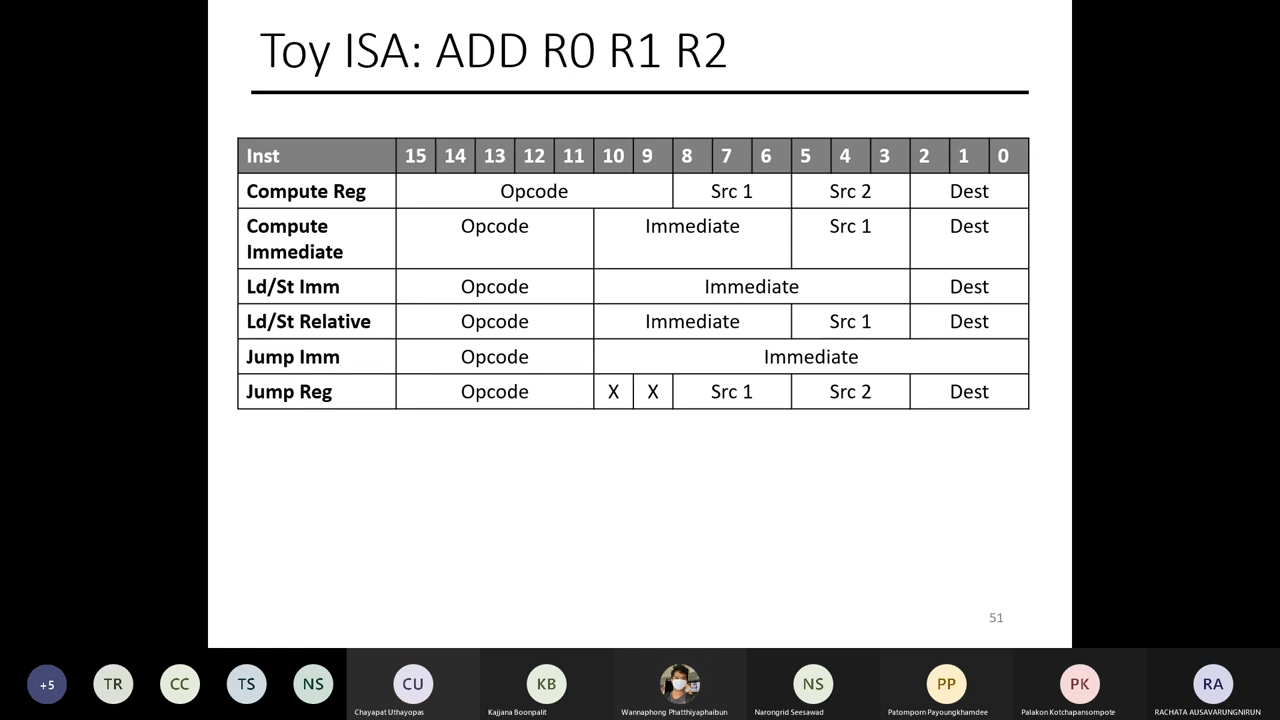 Toy ISA: ADD R0 R1 R2
Inst 15 14 13 12 11 10 9 8 7 6 5 4 3 2 1 0
Compute Reg Opcode Src 1 Src 2 Dest
Compute Opcode Immediate Src 1 Dest
Immediate
Ld/St Imm Opcode Immediate Dest
Ld/St Relative Opcode Immediate Src 1 Dest
Jump Imm Opcode Immediate
Jump Reg Opcode X X Src 1 Src 2 Dest
51
+5 TR CC TS NS CU KB NS PP PK RA
Chayapat Uthayopas Kajjana Boonpalit Wannaphong Phatthiyaphaibun Narongrid Seesawad Patomporn Payoungkhamdee Palakon Kotchapansompote RACHATA AUSAVARUNGNIRUN